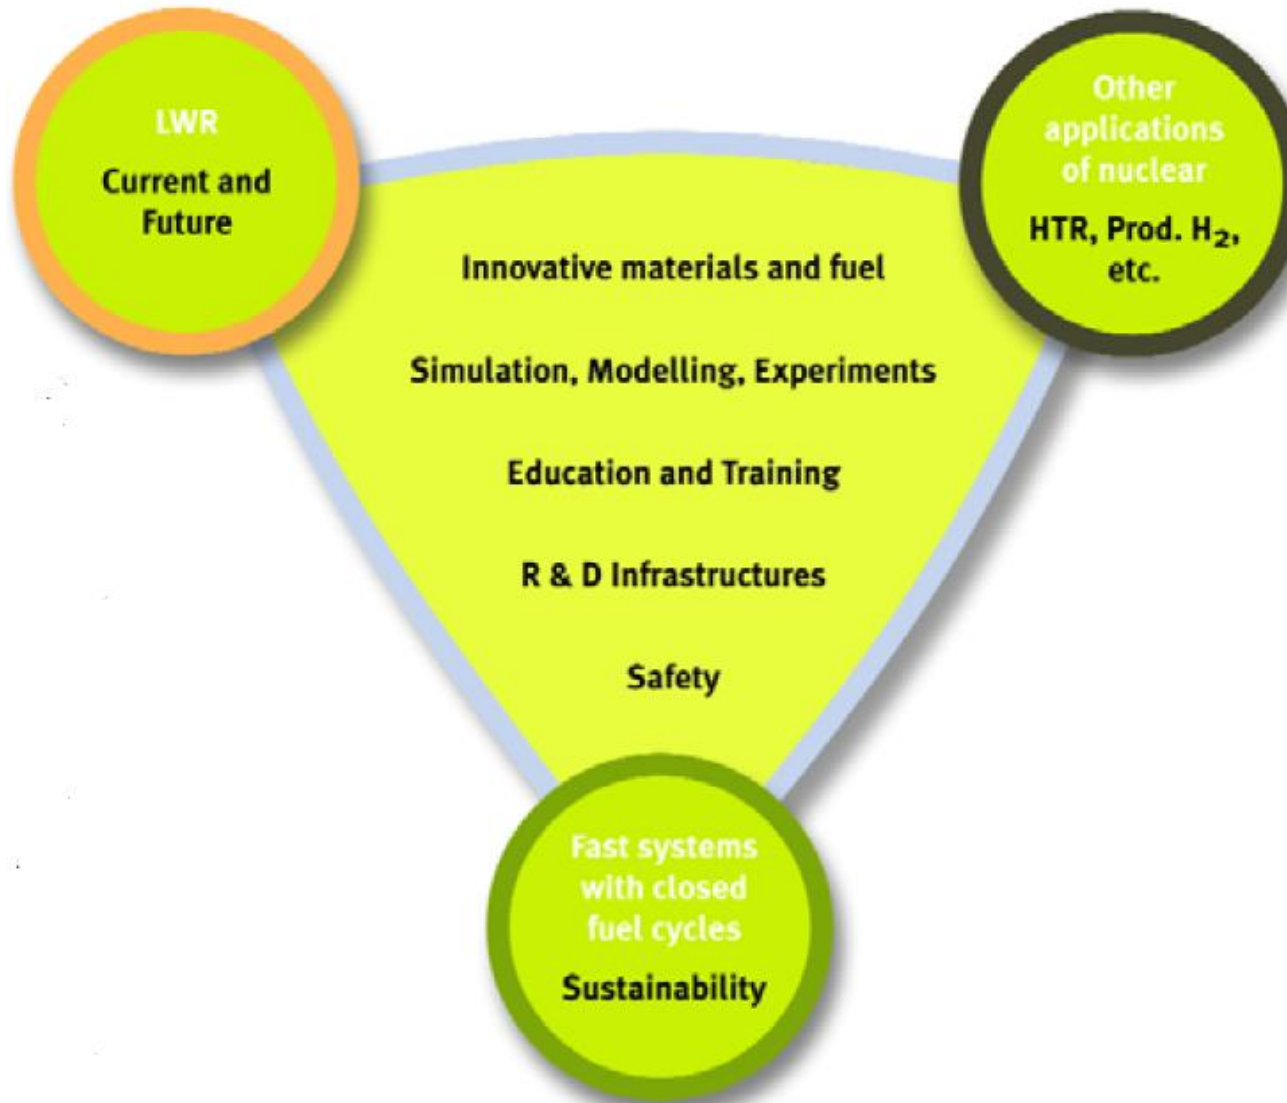 LWR
Current and
Future
Other
applications
of nuclear
HTR, Prod. H₂,
etc.
Innovative materials and fuel
Simulation, Modelling, Experiments
Education and Training
R & D Infrastructures
Safety
Fast systems
with closed
fuel cycles
Sustainability